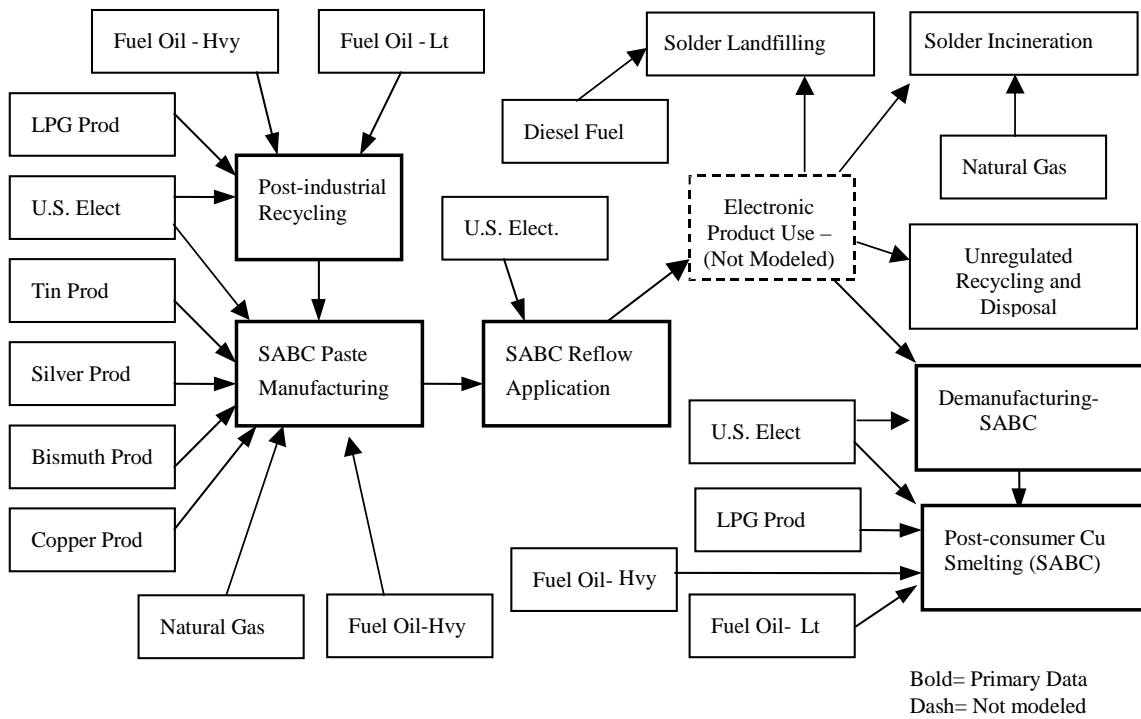 Fuel Oil - Hvy
Fuel Oil - Lt
Solder Landfilling
Solder Incineration
LPG Prod
Diesel Fuel
Natural Gas
Post-industrial
Recycling
U.S. Elect
U.S. Elect.
Electronic
Product Use –
(Not Modeled)
Unregulated
Recycling and
Disposal
Tin Prod
SABC Paste
Manufacturing
SABC Reflow
Application
Silver Prod
Demanufacturing-
SABC
U.S. Elect
Bismuth Prod
LPG Prod
Copper Prod
Post-consumer Cu
Smelting (SABC)
Fuel Oil- Hvy
Natural Gas
Fuel Oil-Hvy
Fuel Oil- Lt
Bold= Primary Data
Dash= Not modeled